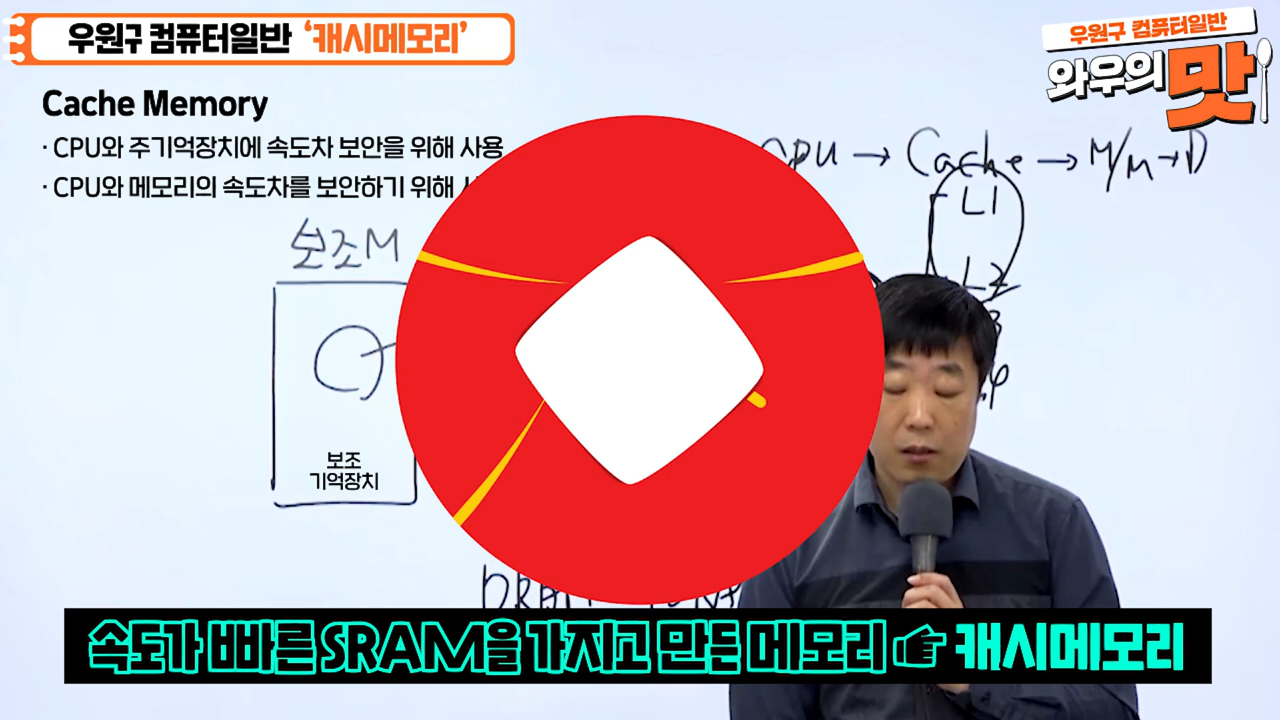 우원구 컴퓨터일반 '캐시메모리'
우원구 컴퓨터일반
와우의 맛
Cache Memory
· CPU와 주기억장치에 속도차 보안을 위해 사용
· CPU와 메모리의 속도차를 보안하기 위해
CPU → Cache → M/M → D
L1
L2
보조M
보조
기억장치
속도가 빠른 SRAM을 가지고 만든 메모리 ☞ 캐시메모리